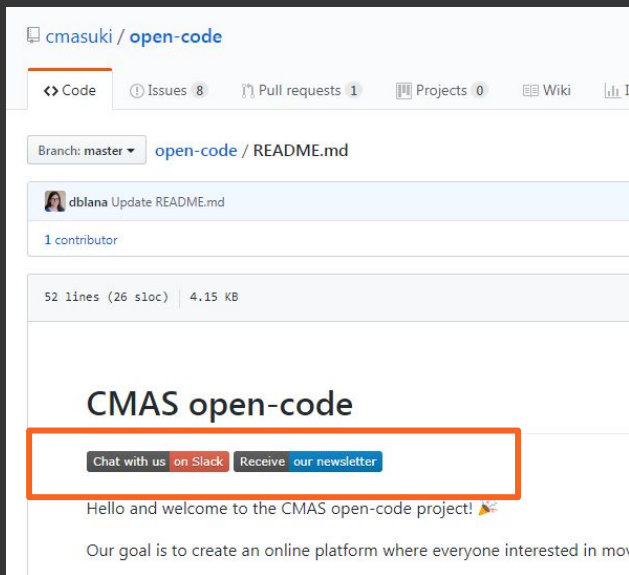 cmasuki / open-code
Code Issues 8 Pull requests 1 Projects 0 Wiki
Branch: master open-code / README.md
dblana Update README.md
1 contributor
52 lines (26 sloc) 4.15 KB
CMAS open-code
Chat with us on Slack Receive our newsletter
Hello and welcome to the CMAS open-code project! 🎉
Our goal is to create an online platform where everyone interested in mov